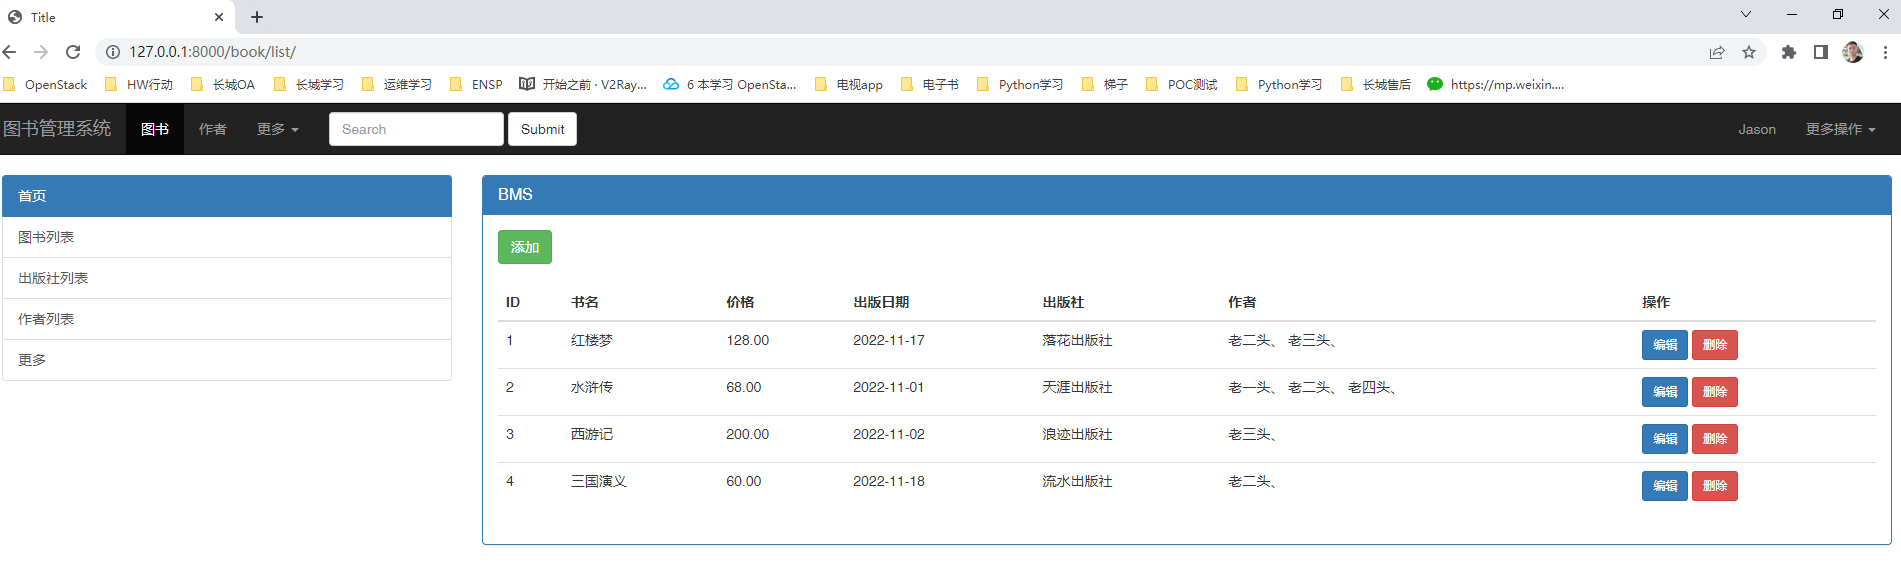 Title
127.0.0.1:8000/book/list/
OpenStack HW行动 长城OA 长城学习 运维学习 ENSP 开始之前 · V2Ray... 6 本学习 OpenSta... 电视app 电子书 Python学习 梯子 POC测试 Python学习 长城售后 https://mp.weixin....
图书管理系统 图书 作者 更多 Search Submit Jason 更多操作
首页
图书列表
出版社列表
作者列表
更多
BMS
添加
ID 书名 价格 出版日期 出版社 作者 操作
1 红楼梦 128.00 2022-11-17 落花出版社 老二头、 老三头、 编辑 删除
2 水浒传 68.00 2022-11-01 天涯出版社 老一头、 老二头、 老四头、 编辑 删除
3 西游记 200.00 2022-11-02 浪迹出版社 老三头、 编辑 删除
4 三国演义 60.00 2022-11-18 流水出版社 老二头、 编辑 删除